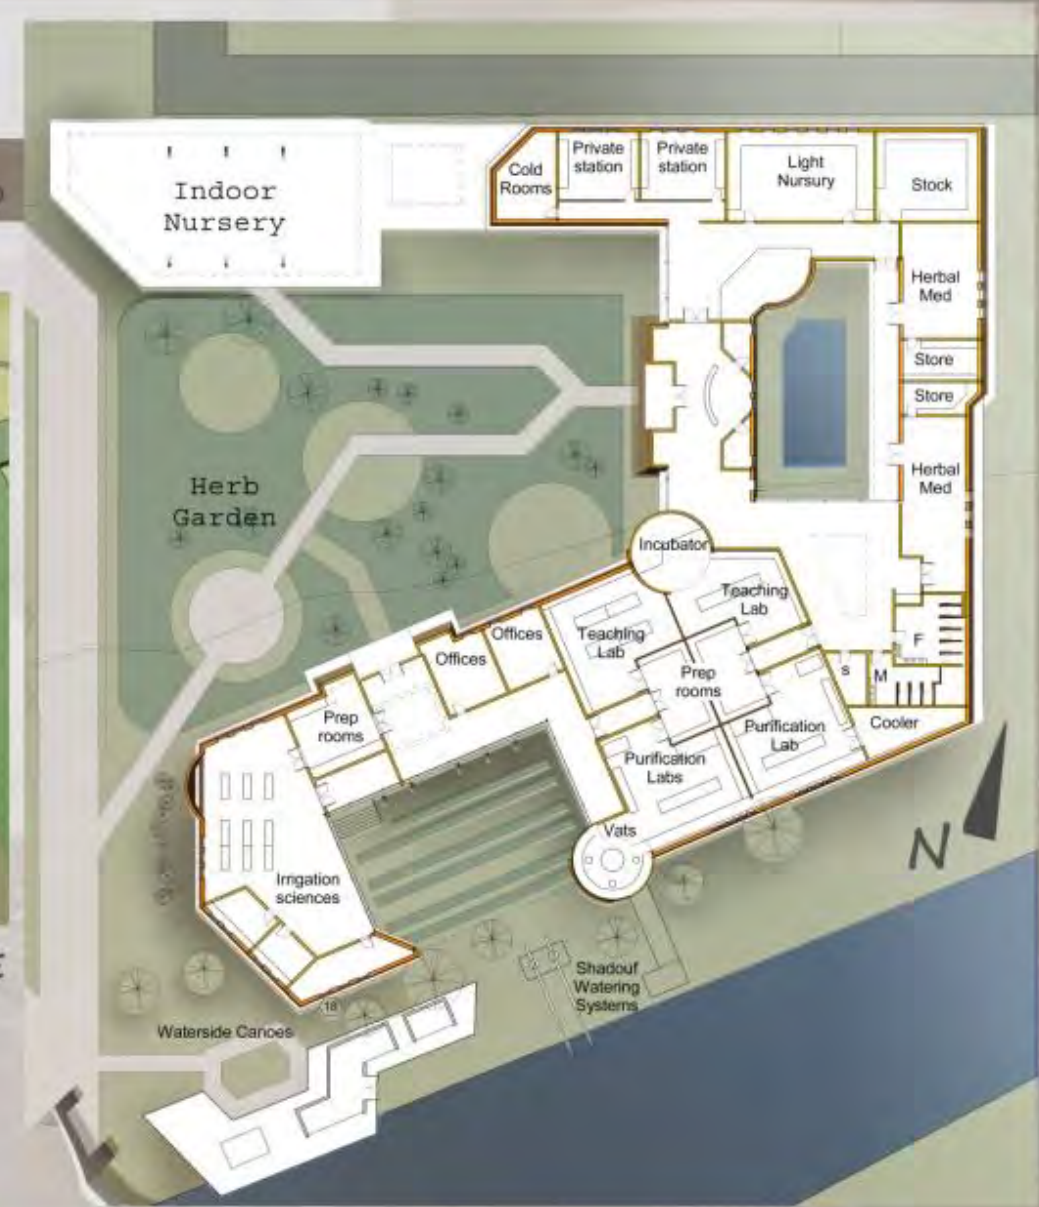 Indoor
Nursery
Cold
Rooms
Private
station
Private
station
Light
Nursury
Stock
Herbal
Med
Store
Store
Herbal
Med
Herb
Garden
Incubator
Teaching
Lab
Teaching
Lab
Offices
Offices
Prep
rooms
F
s
M
Prep
rooms
Cooler
Purification
Lab
Purification
Labs
Vats
N
Irrigation
sciences
Shadouf
Watering
Systems
18
Waterside Canoes